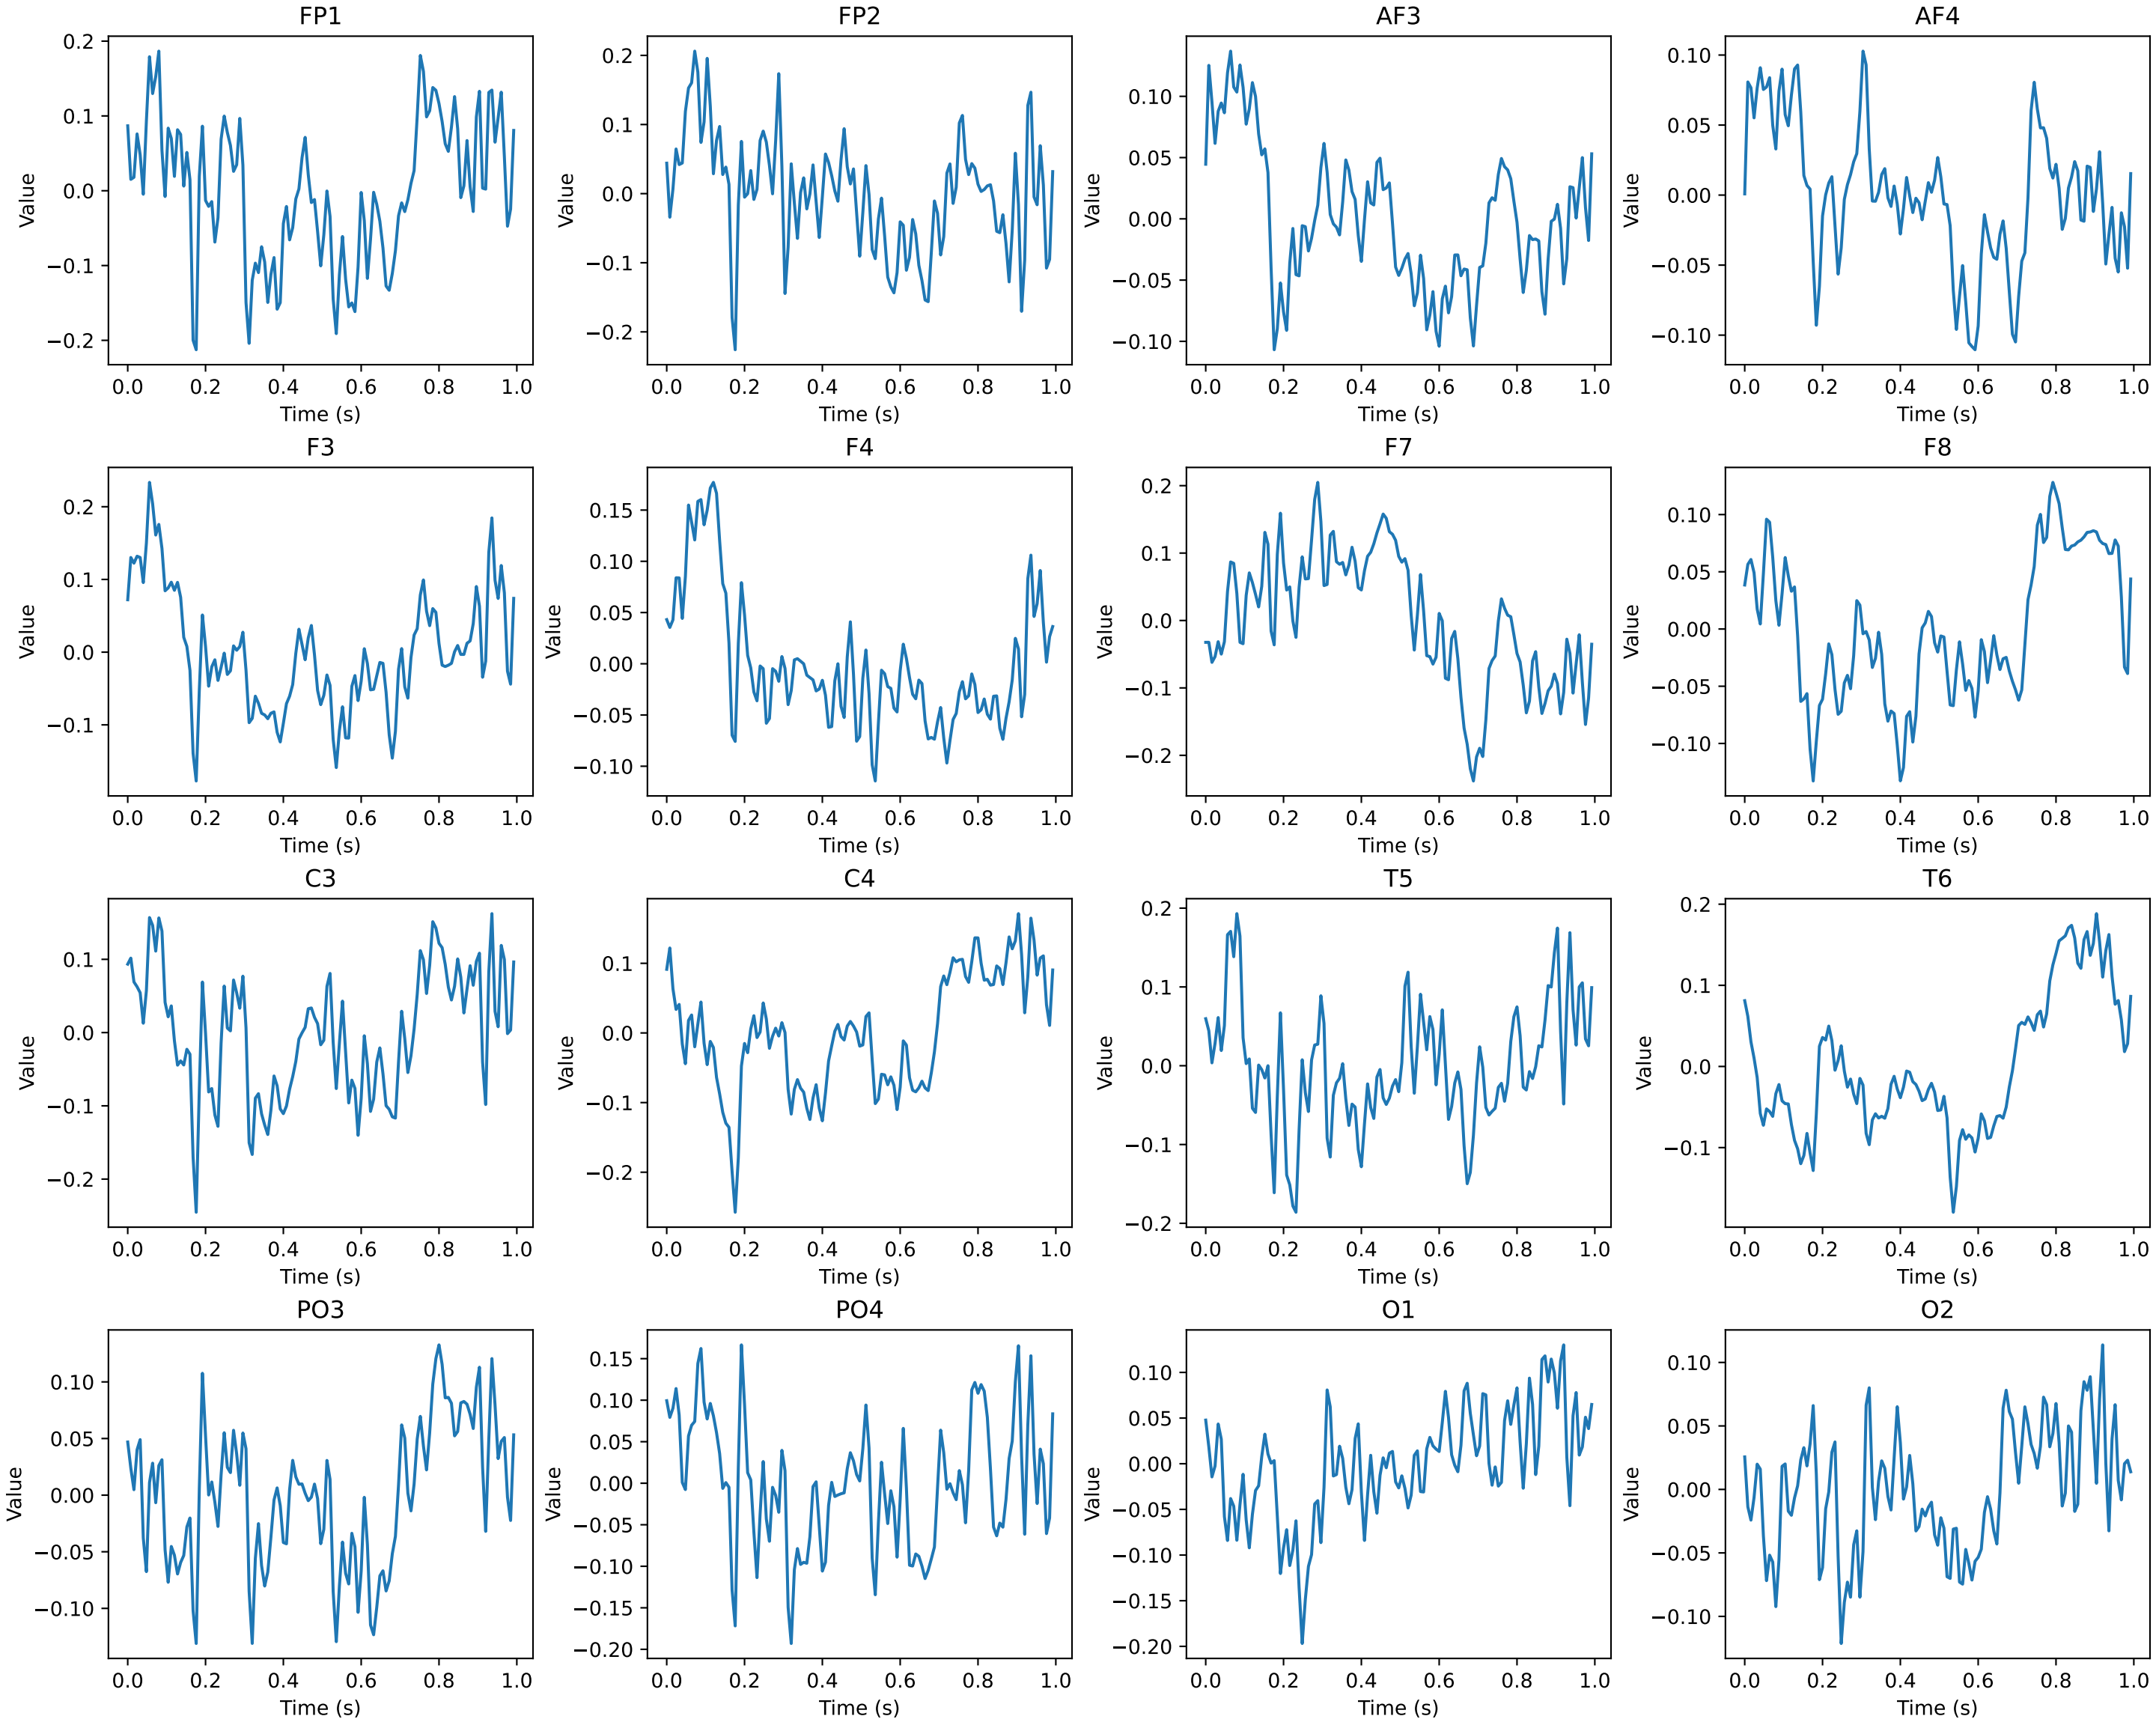 FP1 FP2 AF3 AF4
0.2 0.1 0.0 −0.1 −0.2
0.2 0.1 0.0 −0.1 −0.2
0.10 0.05 0.00 −0.05 −0.10
0.10 0.05 0.00 −0.05 −0.10
Value Value Value Value
0.0 0.2 0.4 0.6 0.8 1.0 0.0 0.2 0.4 0.6 0.8 1.0 0.0 0.2 0.4 0.6 0.8 1.0 0.0 0.2 0.4 0.6 0.8 1.0
Time (s) Time (s) Time (s) Time (s)
F3 F4 F7 F8
0.2 0.1 0.0 −0.1
0.15 0.10 0.05 0.00 −0.05 −0.10
0.2 0.1 0.0 −0.1 −0.2
0.10 0.05 0.00 −0.05 −0.10
Value Value Value Value
0.0 0.2 0.4 0.6 0.8 1.0 0.0 0.2 0.4 0.6 0.8 1.0 0.0 0.2 0.4 0.6 0.8 1.0 0.0 0.2 0.4 0.6 0.8 1.0
Time (s) Time (s) Time (s) Time (s)
C3 C4 T5 T6
0.1 0.0 −0.1 −0.2
0.1 0.0 −0.1 −0.2
0.2 0.1 0.0 −0.1 −0.2
0.2 0.1 0.0 −0.1
Value Value Value Value
0.0 0.2 0.4 0.6 0.8 1.0 0.0 0.2 0.4 0.6 0.8 1.0 0.0 0.2 0.4 0.6 0.8 1.0 0.0 0.2 0.4 0.6 0.8 1.0
Time (s) Time (s) Time (s) Time (s)
PO3 PO4 O1 O2
0.10 0.05 0.00 −0.05 −0.10
0.15 0.10 0.05 0.00 −0.05 −0.10 −0.15 −0.20
0.10 0.05 0.00 −0.05 −0.10 −0.15 −0.20
0.10 0.05 0.00 −0.05 −0.10
Value Value Value Value
0.0 0.2 0.4 0.6 0.8 1.0 0.0 0.2 0.4 0.6 0.8 1.0 0.0 0.2 0.4 0.6 0.8 1.0 0.0 0.2 0.4 0.6 0.8 1.0
Time (s) Time (s) Time (s) Time (s)